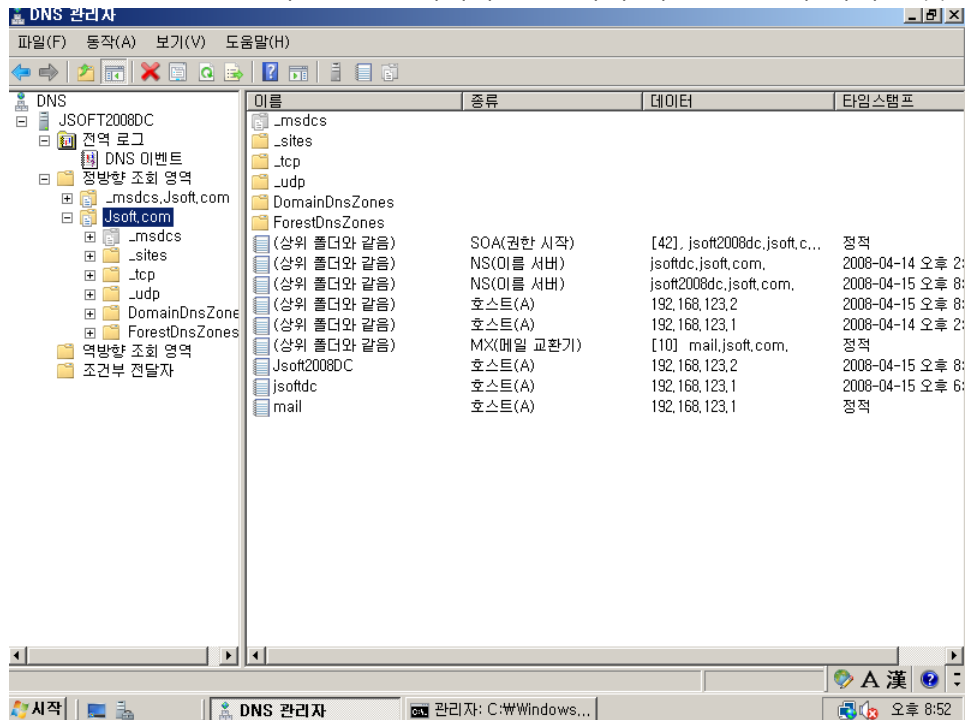 DNS 관리자
파일(F) 동작(A) 보기(V) 도움말(H)
DNS
JSOFT2008DC
전역 로그
DNS 이벤트
정방향 조회 영역
_msdcs.Jsoft.com
Jsoft.com
_msdcs
_sites
_tcp
_udp
DomainDnsZone
ForestDnsZones
역방향 조회 영역
조건부 전달자
이름 종류 데이터 타임스탬프
_msdcs
_sites
_tcp
_udp
DomainDnsZones
ForestDnsZones
(상위 폴더와 같음) SOA(권한 시작) [42], jsoft2008dc.jsoft.c... 정적
(상위 폴더와 같음) NS(이름 서버) jsoftdc.jsoft.com. 2008-04-14 오후 2:
(상위 폴더와 같음) NS(이름 서버) jsoft2008dc.jsoft.com. 2008-04-15 오후 8:
(상위 폴더와 같음) 호스트(A) 192.168.123.2 2008-04-15 오후 8:
(상위 폴더와 같음) 호스트(A) 192.168.123.1 2008-04-14 오후 2:
(상위 폴더와 같음) MX(메일 교환기) [10] mail.jsoft.com. 정적
Jsoft2008DC 호스트(A) 192.168.123.2 2008-04-15 오후 8:
jsoftdc 호스트(A) 192.168.123.1 2008-04-15 오후 6:
mail 호스트(A) 192.168.123.1 정적
A 漢
시작 DNS 관리자 관리자: C:₩Windows... 오후 8:52